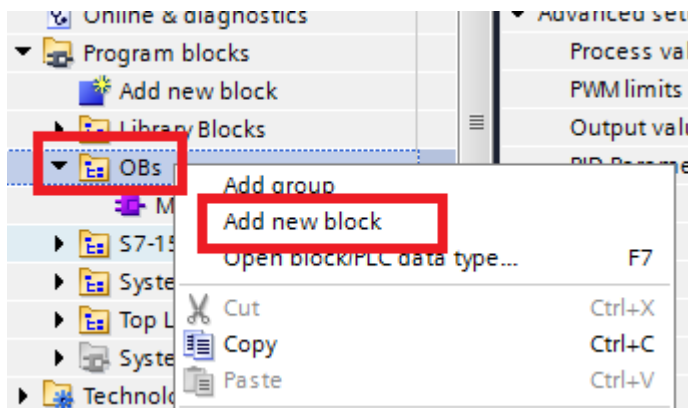 Online & diagnostics
Program blocks
Add new block
Library Blocks
OBs
M
S7-15
Syste
Top L
Syste
Technolo
Advanced set
Process val
PWM limits
Output valu
PID Parame
Add group
Add new block
Open block/PLC data type... F7
Cut Ctrl+X
Copy Ctrl+C
Paste Ctrl+V